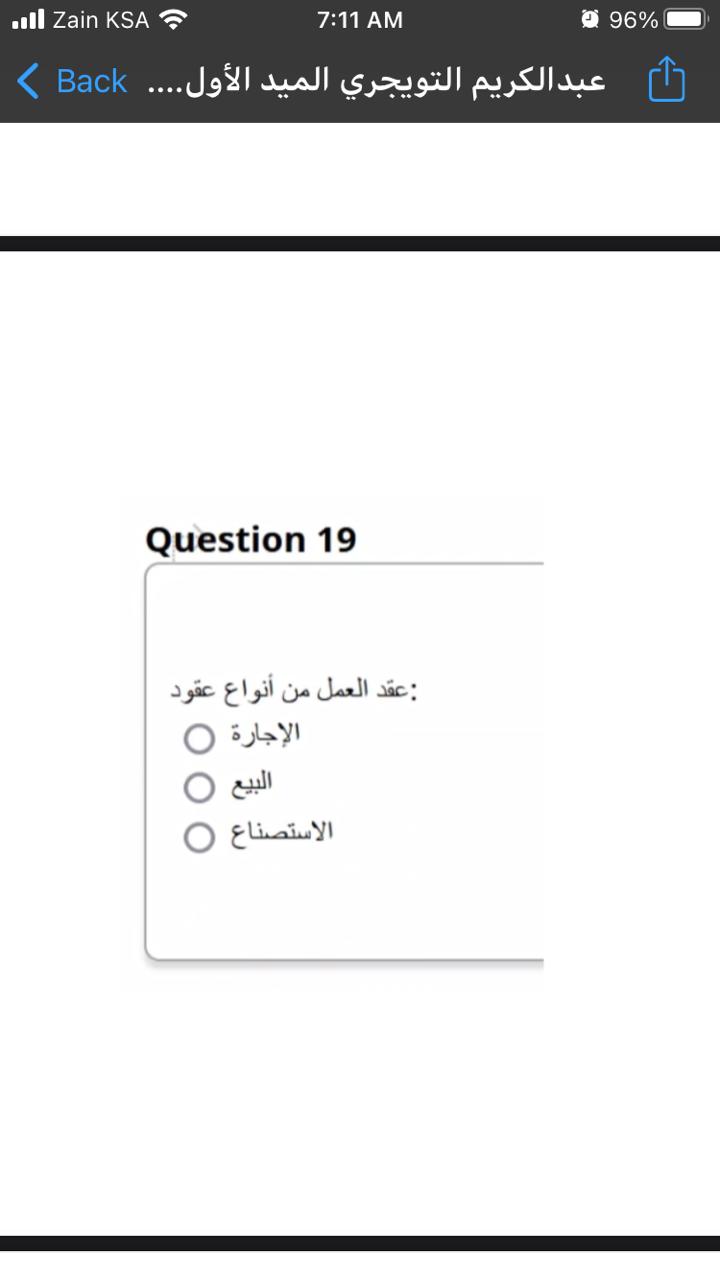 Zain KSA 7:11 AM 96%
Back عبدالكريم التويجري الميد الأول....
Question 19
عقد العمل من أنواع عقود:
الإجارة
البيع
الاستصناع